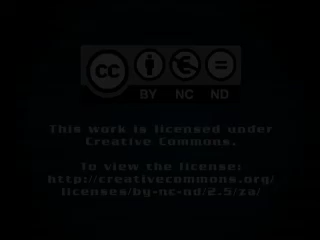 cc
BY NC ND
This work is licensed under
Creative Commons.
To view the license:
http://creativecommons.org/
licenses/by-nc-nd/2.5/za/